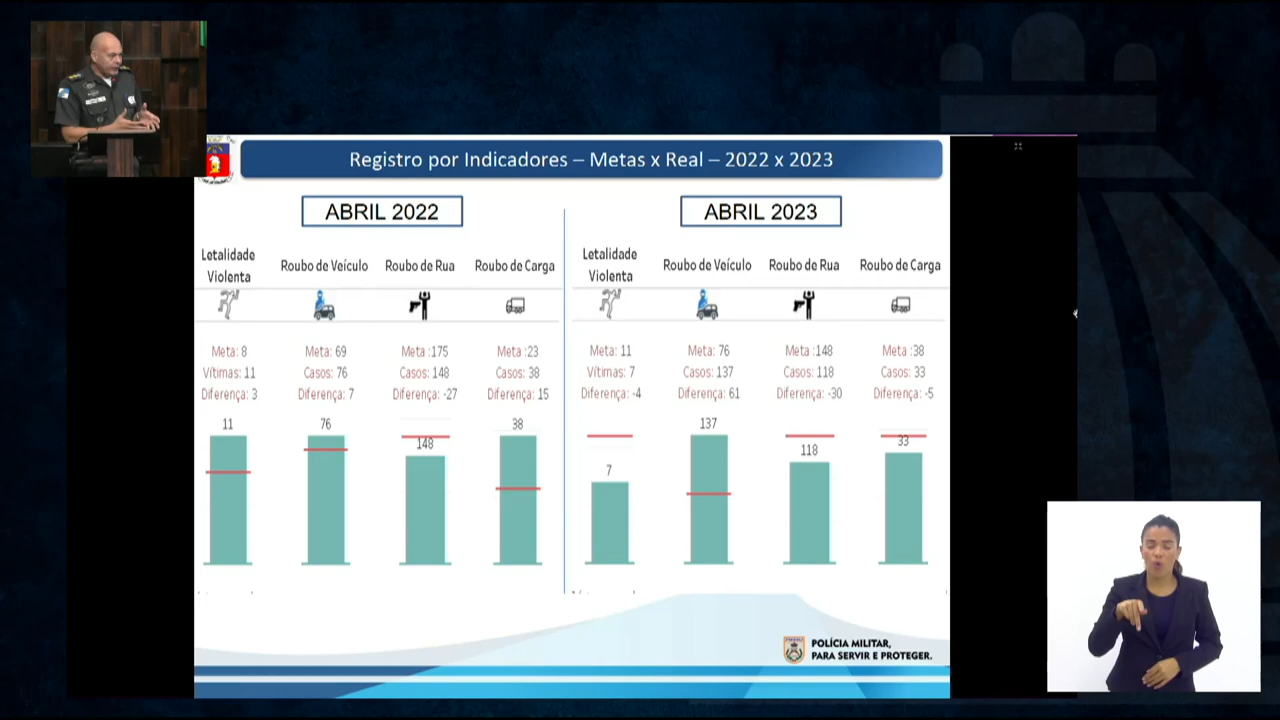 Registro por Indicadores – Metas x Real – 2022 x 2023
ABRIL 2022
Letalidade
Violenta
Roubo de Veículo
Roubo de Rua
Roubo de Carga
Meta: 8
Vítimas: 11
Diferença: 3
Meta: 69
Casos: 76
Diferença: 7
Meta :175
Casos: 148
Diferença: -27
Meta :23
Casos: 38
Diferença: 15
11
76
148
38
ABRIL 2023
Letalidade
Violenta
Roubo de Veículo
Roubo de Rua
Roubo de Carga
Meta: 11
Vítimas: 7
Diferença: -4
Meta: 76
Casos: 137
Diferença: 61
Meta :148
Casos: 118
Diferença: -30
Meta :38
Casos: 33
Diferença: -5
7
137
118
33
POLÍCIA MILITAR,
PARA SERVIR E PROTEGER.